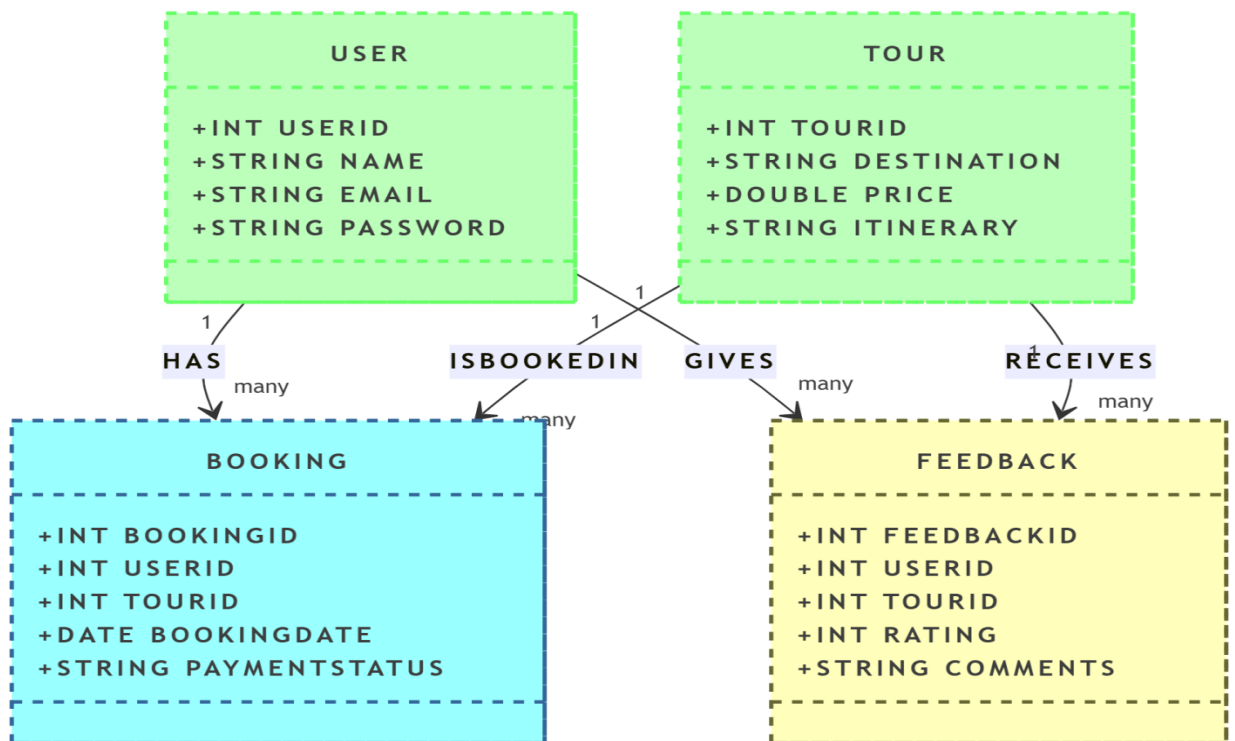 USER
+INT USERID
+STRING NAME
+STRING EMAIL
+STRING PASSWORD
TOUR
+INT TOURID
+STRING DESTINATION
+DOUBLE PRICE
+STRING ITINERARY
1
1
1
1
HAS
ISBOOKEDIN
GIVES
RECEIVES
many
many
many
many
BOOKING
+INT BOOKINGID
+INT USERID
+INT TOURID
+DATE BOOKINGDATE
+STRING PAYMENTSTATUS
FEEDBACK
+INT FEEDBACKID
+INT USERID
+INT TOURID
+INT RATING
+STRING COMMENTS